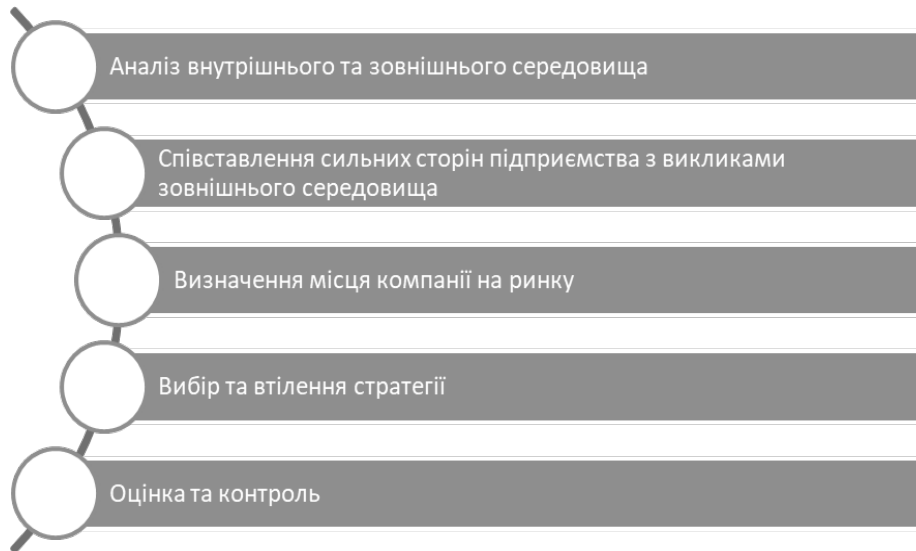 Аналіз внутрішнього та зовнішнього середовища
Співставлення сильних сторін підприємства з викликами
зовнішнього середовища
Визначення місця компанії на ринку
Вибір та втілення стратегії
Оцінка та контроль